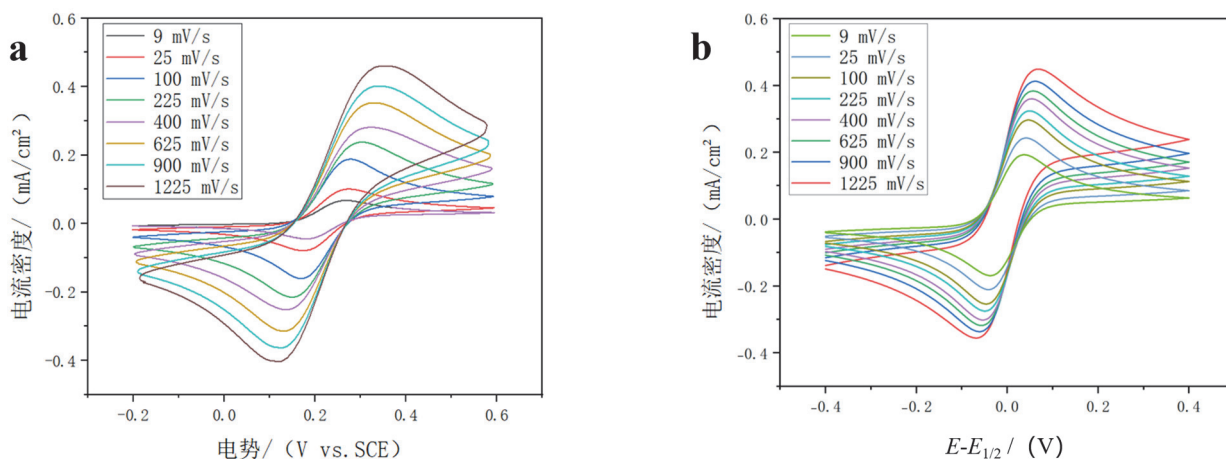 a
0.6
0.4
0.2
0.0
-0.2
-0.4
9 mV/s
25 mV/s
100 mV/s
225 mV/s
400 mV/s
625 mV/s
900 mV/s
1225 mV/s
电流密度/（mA/cm²）
-0.2 0.0 0.2 0.4 0.6
电势/（V vs.SCE）
b
0.6
0.4
0.2
0.0
-0.2
-0.4
9 mV/s
25 mV/s
100 mV/s
225 mV/s
400 mV/s
625 mV/s
900 mV/s
1225 mV/s
电流密度/（mA/cm²）
-0.4 -0.2 0.0 0.2 0.4
E-E1/2 /（V）